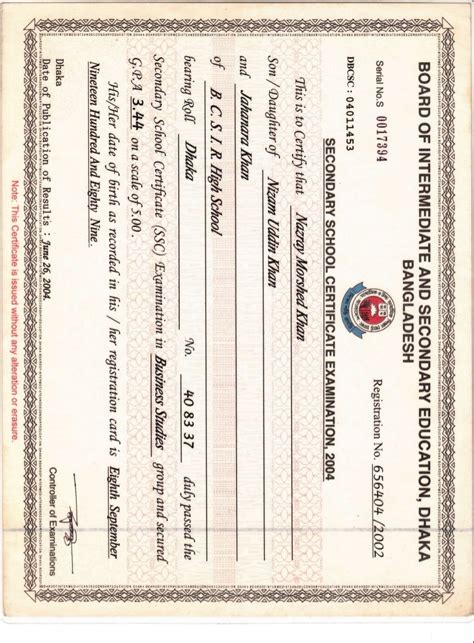 BOARD OF INTERMEDIATE AND SECONDARY EDUCATION, DHAKA
BANGLADESH
Serial No.S 0017394
Registration No. 656404/2002
DBCSC: 04011453
SECONDARY SCHOOL CERTIFICATE EXAMINATION, 2004
This is to Certify that Nazray Morshed Khan
Son / Daughter of Nizam Uddin Khan
and Jahanara Khan
of B. C. S. I. R. High School
bearing Roll Dhaka No. 40 83 37 duly passed the
Secondary School Certificate (SSC) Examination in Business Studies group and secured
G.P.A 3.44 on a scale of 5.00.
His/Her date of birth as recorded in his / her registration card is Eighth September
Nineteen Hundred And Eighty Nine.
Dhaka
Date of Publication of Results : June 26, 2004.
Controller of Examinations
Note: This Certificate is issued without any alteration or erasure.